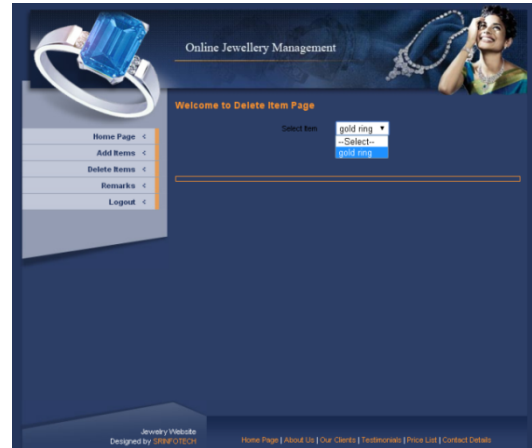 Online Jewellery Management
Welcome to Delete Item Page
Select Item gold ring
--Select--
gold ring
Home Page <
Add Items <
Delete Items <
Remarks <
Logout <
Jewelry Website
Designed by SRINFOTECH
Home Page | About Us | Our Clients | Testimonials | Price List | Contact Details